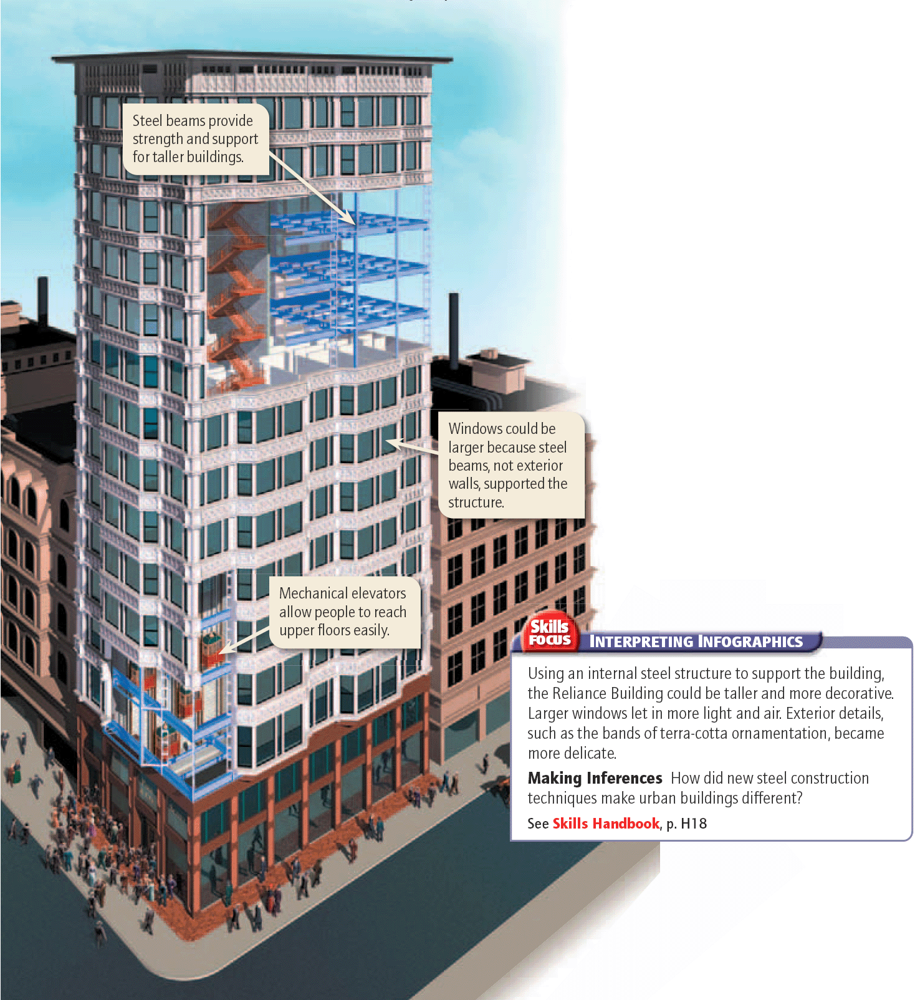 Steel beams provide
strength and support
for taller buildings.
Windows could be
larger because steel
beams, not exterior
walls, supported the
structure.
Mechanical elevators
allow people to reach
upper floors easily.
Skills
FOCUS
INTERPRETING INFOGRAPHICS
Using an internal steel structure to support the building,
the Reliance Building could be taller and more decorative.
Larger windows let in more light and air. Exterior details,
such as the bands of terra-cotta ornamentation, became
more delicate.
Making Inferences How did new steel construction
techniques make urban buildings different?
See Skills Handbook, p. H18